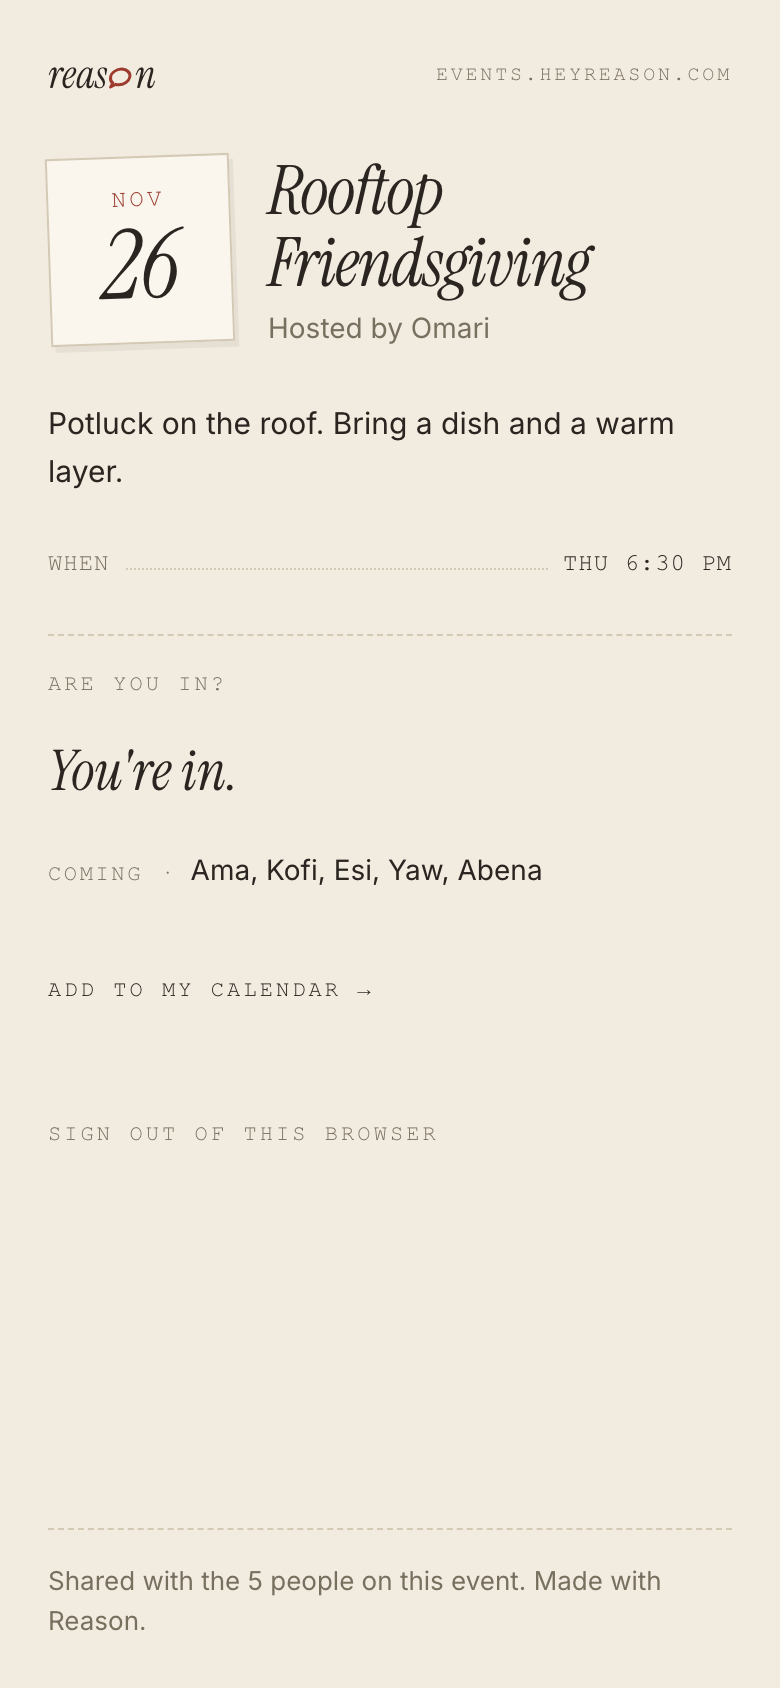 reason
EVENTS.HEYREASON.COM
NOV
26
Rooftop
Friendsgiving
Hosted by Omari
Potluck on the roof. Bring a dish and a warm
layer.
WHEN THU 6:30 PM
ARE YOU IN?
You're in.
COMING · Ama, Kofi, Esi, Yaw, Abena
ADD TO MY CALENDAR →
SIGN OUT OF THIS BROWSER
Shared with the 5 people on this event. Made with
Reason.